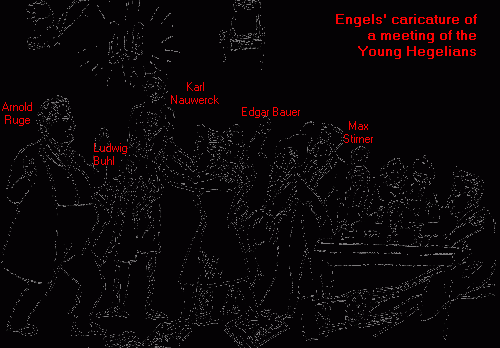 Engels' caricature of
a meeting of the
Young Hegelians
Karl
Nauwerck
Arnold
Ruge
Edgar Bauer
Max
Stirner
Ludwig
Buhl